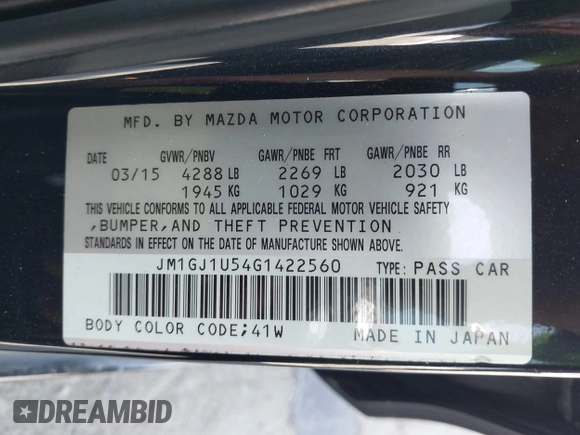 MFD. BY MAZDA MOTOR CORPORATION
DATE GVWR/PNBV GAWR/PNBE FRT GAWR/PNBE RR
03/15 4288 LB 2269 LB 2030 LB
1945 KG 1029 KG 921 KG
THIS VEHICLE CONFORMS TO ALL APPLICABLE FEDERAL MOTOR VEHICLE SAFETY
,BUMPER,AND THEFT PREVENTION
STANDARDS IN EFFECT ON THE DATE OF MANUFACTURE SHOWN ABOVE.
JM1GJ1U54G1422560 TYPE: PASS CAR
BODY COLOR CODE;41W MADE IN JAPAN
DREAMBID